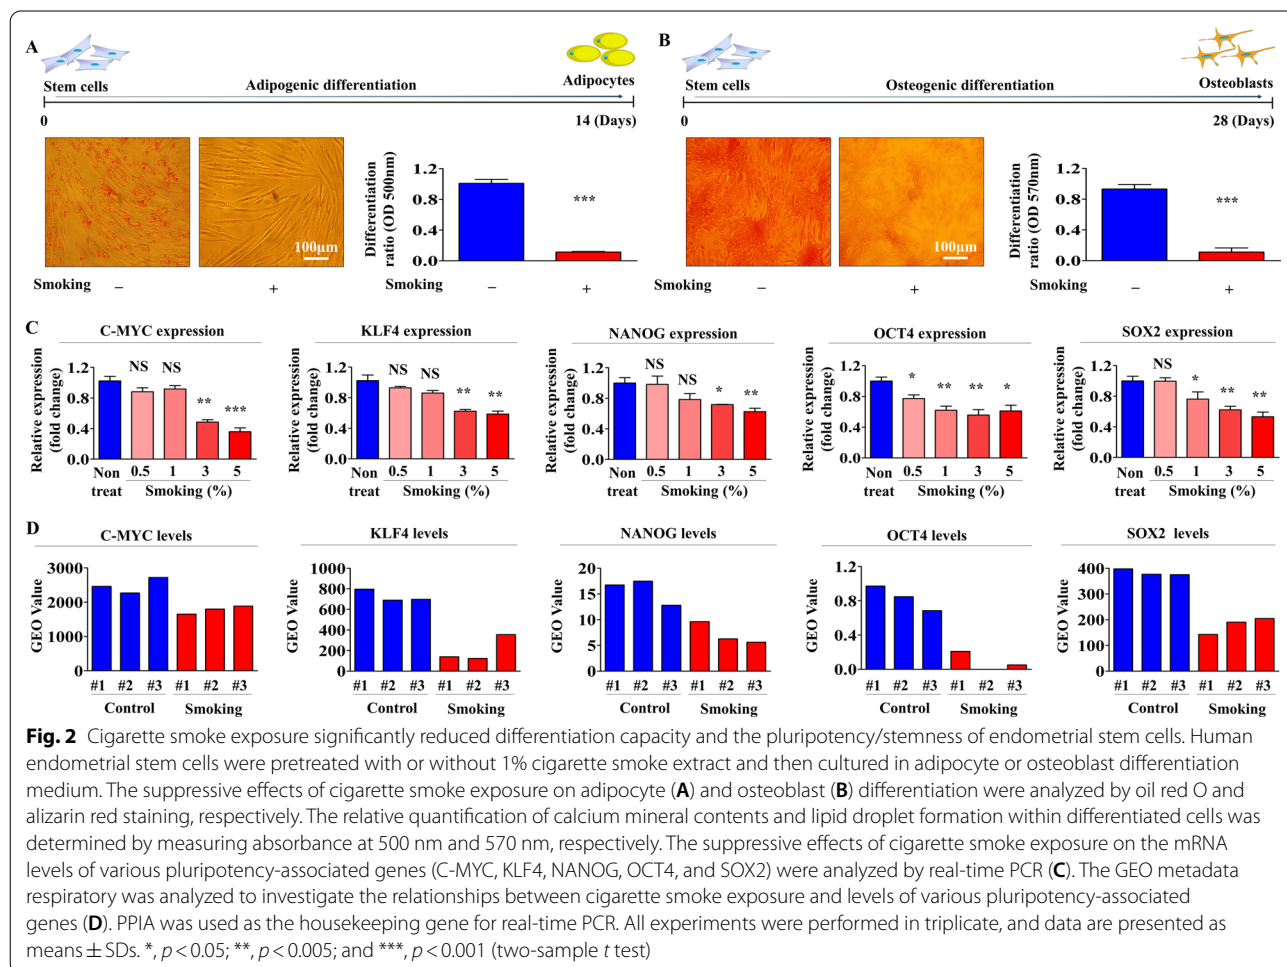 A
Stem cells
Adipogenic differentiation
Adipocytes
0
14 (Days)
100μm
Differentiation
ratio (OD 500nm)
1.2
0.8
0.4
0.0
***
Smoking
−
+
Smoking
−
+
B
Stem cells
Osteogenic differentiation
Osteoblasts
0
28 (Days)
100μm
Differentiation
ratio (OD 570nm)
1.2
0.8
0.4
0.0
***
Smoking
−
+
Smoking
−
+
C
C-MYC expression
Relative expression
(fold change)
1.2
0.8
0.4
0.0
NS NS ** ***
Non 0.5 1 3 5
treat Smoking (%)
KLF4 expression
Relative expression
(fold change)
1.2
0.8
0.4
0.0
NS NS ** **
Non 0.5 1 3 5
treat Smoking (%)
NANOG expression
Relative expression
(fold change)
1.2
0.8
0.4
0.0
NS NS * **
Non 0.5 1 3 5
treat Smoking (%)
OCT4 expression
Relative expression
(fold change)
1.2
0.8
0.4
0.0
* ** ** *
Non 0.5 1 3 5
treat Smoking (%)
SOX2 expression
Relative expression
(fold change)
1.2
0.8
0.4
0.0
NS * ** **
Non 0.5 1 3 5
treat Smoking (%)
D
C-MYC levels
GEO Value
3000
2000
1000
0
#1 #2 #3 #1 #2 #3
Control Smoking
KLF4 levels
GEO Value
1000
800
600
400
200
0
#1 #2 #3 #1 #2 #3
Control Smoking
NANOG levels
GEO Value
20
15
10
5
0
#1 #2 #3 #1 #2 #3
Control Smoking
OCT4 levels
GEO Value
1.2
0.8
0.4
0.0
#1 #2 #3 #1 #2 #3
Control Smoking
SOX2 levels
GEO Value
400
300
200
100
0
#1 #2 #3 #1 #2 #3
Control Smoking
Fig. 2 Cigarette smoke exposure significantly reduced differentiation capacity and the pluripotency/stemness of endometrial stem cells. Human
endometrial stem cells were pretreated with or without 1% cigarette smoke extract and then cultured in adipocyte or osteoblast differentiation
medium. The suppressive effects of cigarette smoke exposure on adipocyte (A) and osteoblast (B) differentiation were analyzed by oil red O and
alizarin red staining, respectively. The relative quantification of calcium mineral contents and lipid droplet formation within differentiated cells was
determined by measuring absorbance at 500 nm and 570 nm, respectively. The suppressive effects of cigarette smoke exposure on the mRNA
levels of various pluripotency-associated genes (C-MYC, KLF4, NANOG, OCT4, and SOX2) were analyzed by real-time PCR (C). The GEO metadata
respiratory was analyzed to investigate the relationships between cigarette smoke exposure and levels of various pluripotency-associated
genes (D). PPIA was used as the housekeeping gene for real-time PCR. All experiments were performed in triplicate, and data are presented as
means ± SDs. *, p < 0.05; **, p < 0.005; and ***, p < 0.001 (two-sample t test)